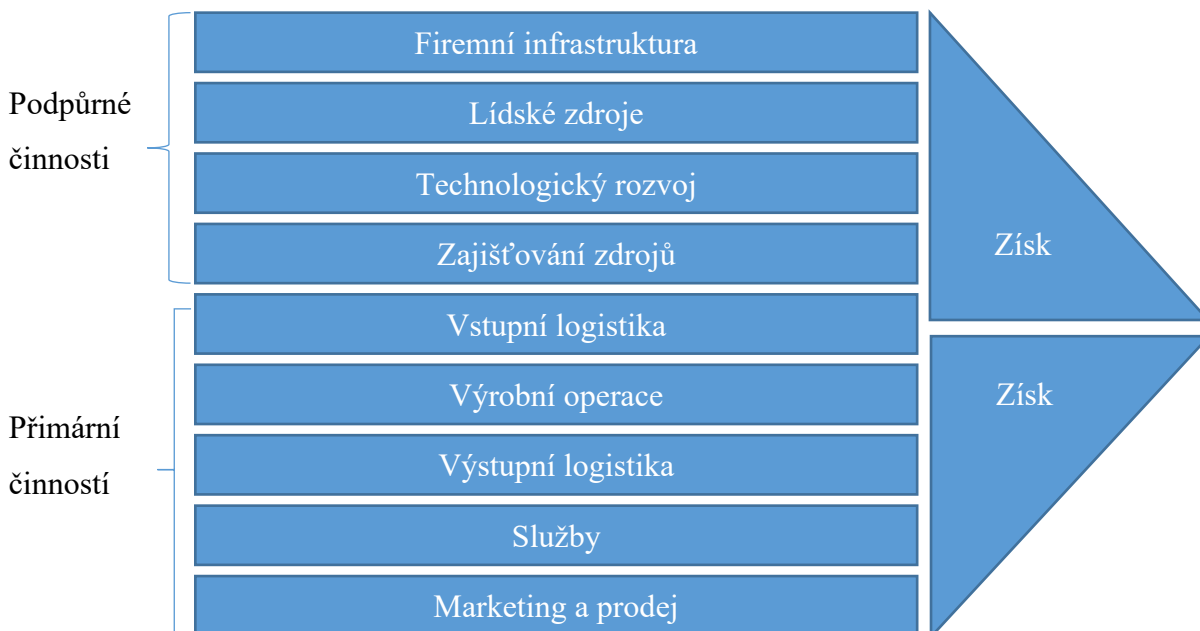 Podpůrné
činnosti
Firemní infrastruktura
Lídské zdroje
Technologický rozvoj
Zajišťování zdrojů
Získ
Přimární
činností
Vstupní logistika
Výrobní operace
Výstupní logistika
Služby
Marketing a prodej
Získ